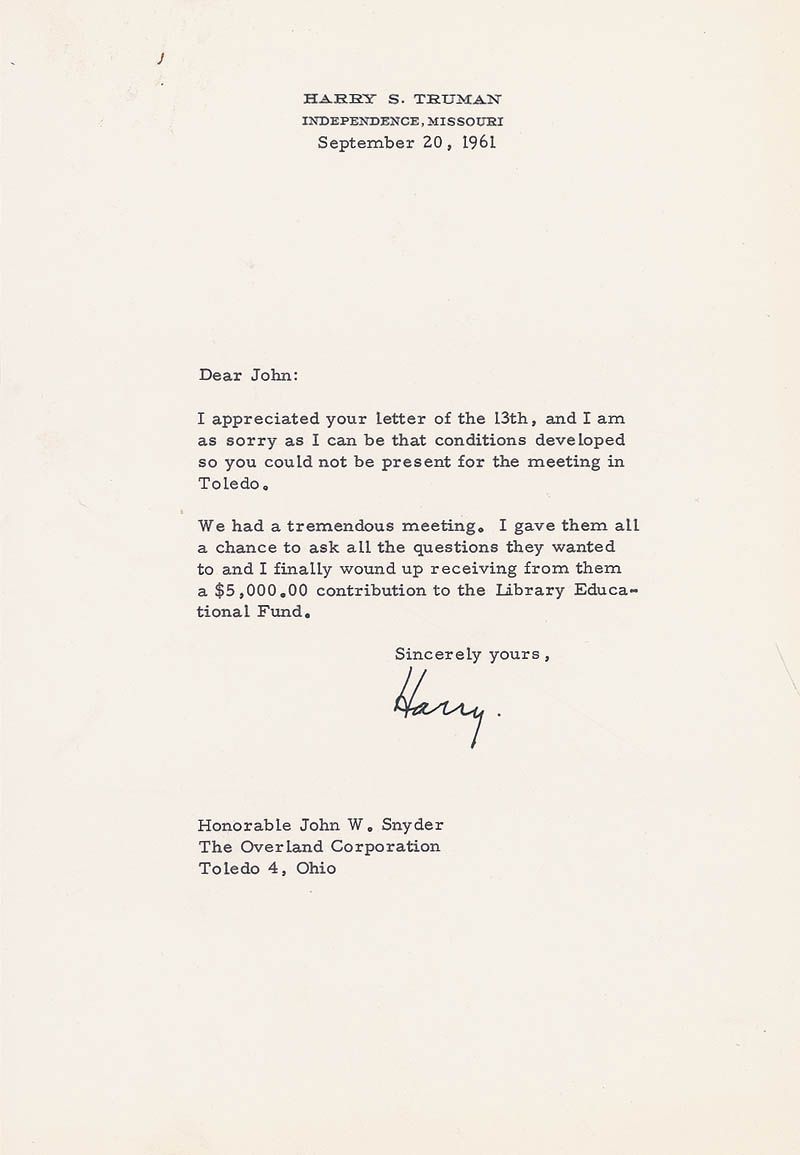 HARRY S. TRUMAN
INDEPENDENCE, MISSOURI
September 20, 1961
Dear John:
I appreciated your letter of the 13th, and I am
as sorry as I can be that conditions developed
so you could not be present for the meeting in
Toledo.
We had a tremendous meeting. I gave them all
a chance to ask all the questions they wanted
to and I finally wound up receiving from them
a $5,000.00 contribution to the Library Educa-
tional Fund.
Sincerely yours,
Harry.
Honorable John W. Snyder
The Overland Corporation
Toledo 4, Ohio